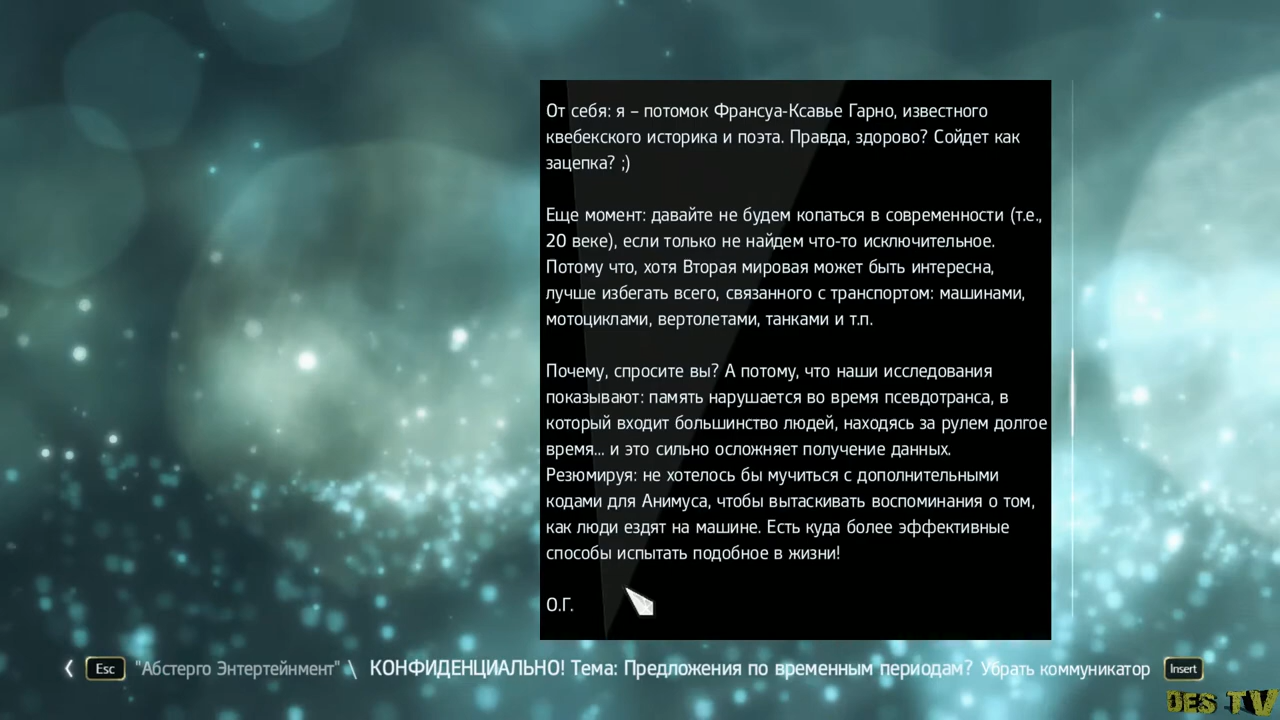 От себя: я – потомок Франсуа-Ксавье Гарно, известного
квебекского историка и поэта. Правда, здорово? Сойдет как
зацепка? ;)
Еще момент: давайте не будем копаться в современности (т.е.,
20 веке), если только не найдем что-то исключительное.
Потому что, хотя Вторая мировая может быть интересна,
лучше избегать всего, связанного с транспортом: машинами,
мотоциклами, вертолетами, танками и т.п.
Почему, спросите вы? А потому, что наши исследования
показывают: память нарушается во время псевдотранса, в
который входит большинство людей, находясь за рулем долгое
время... и это сильно осложняет получение данных.
Резюмируя: не хотелось бы мучиться с дополнительными
кодами для Анимуса, чтобы вытаскивать воспоминания о том,
как люди ездят на машине. Есть куда более эффективные
способы испытать подобное в жизни!
О.Г.
Esc "Абстерго Энтертейнмент" \ КОНФИДЕНЦИАЛЬНО! Тема: Предложения по временным периодам? Убрать коммуникатор Insert
DES TV